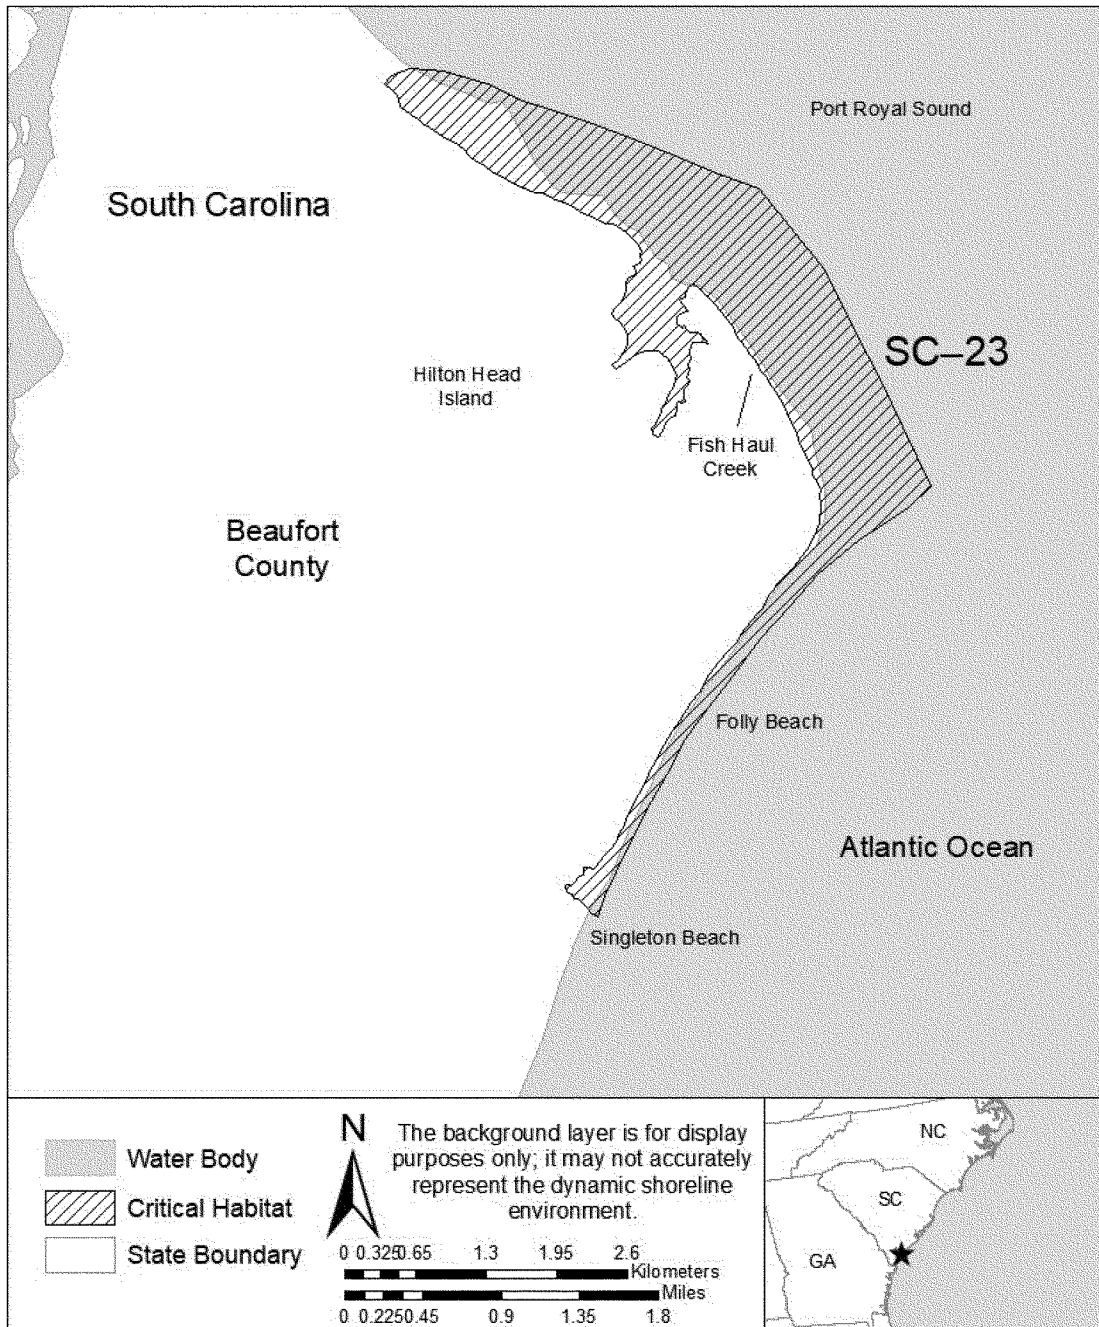 Port Royal Sound
South Carolina
SC–23
Hilton Head
Island
Fish Haul
Creek
Beaufort
County
Folly Beach
Atlantic Ocean
Singleton Beach
Water Body
Critical Habitat
State Boundary
N
The background layer is for display
purposes only; it may not accurately
represent the dynamic shoreline
environment.
0 0.325 0.65 1.3 1.95 2.6
Kilometers
Miles
0 0.225 0.45 0.9 1.35 1.8
NC
SC
GA